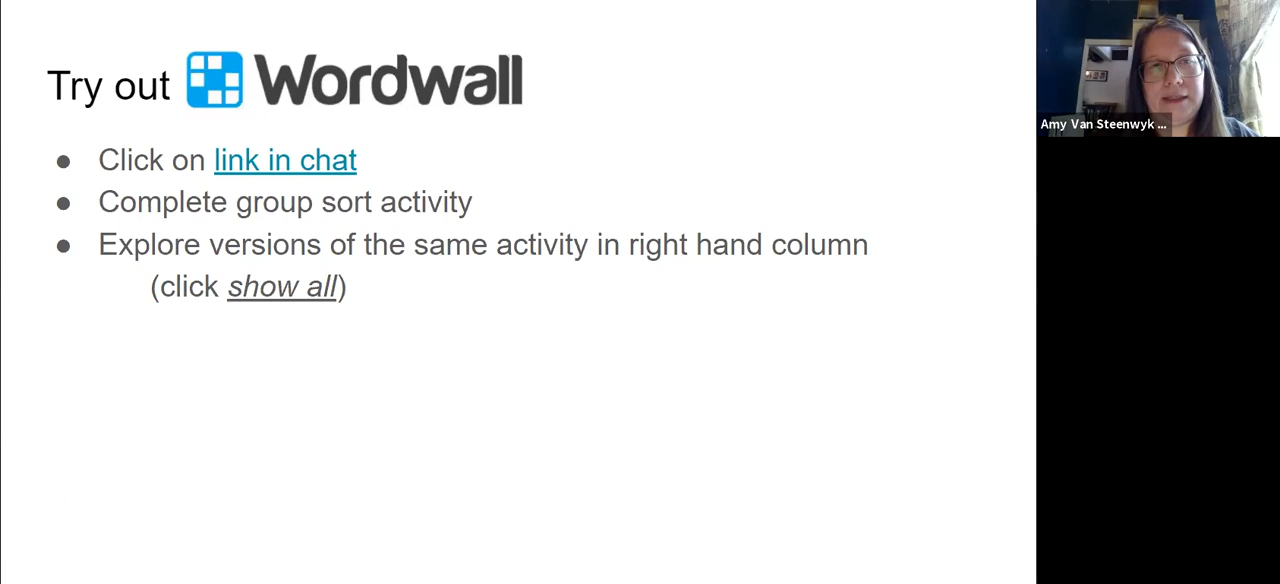 Try out Wordwall
● Click on link in chat
● Complete group sort activity
● Explore versions of the same activity in right hand column
(click show all)
Amy Van Steenwyk ...